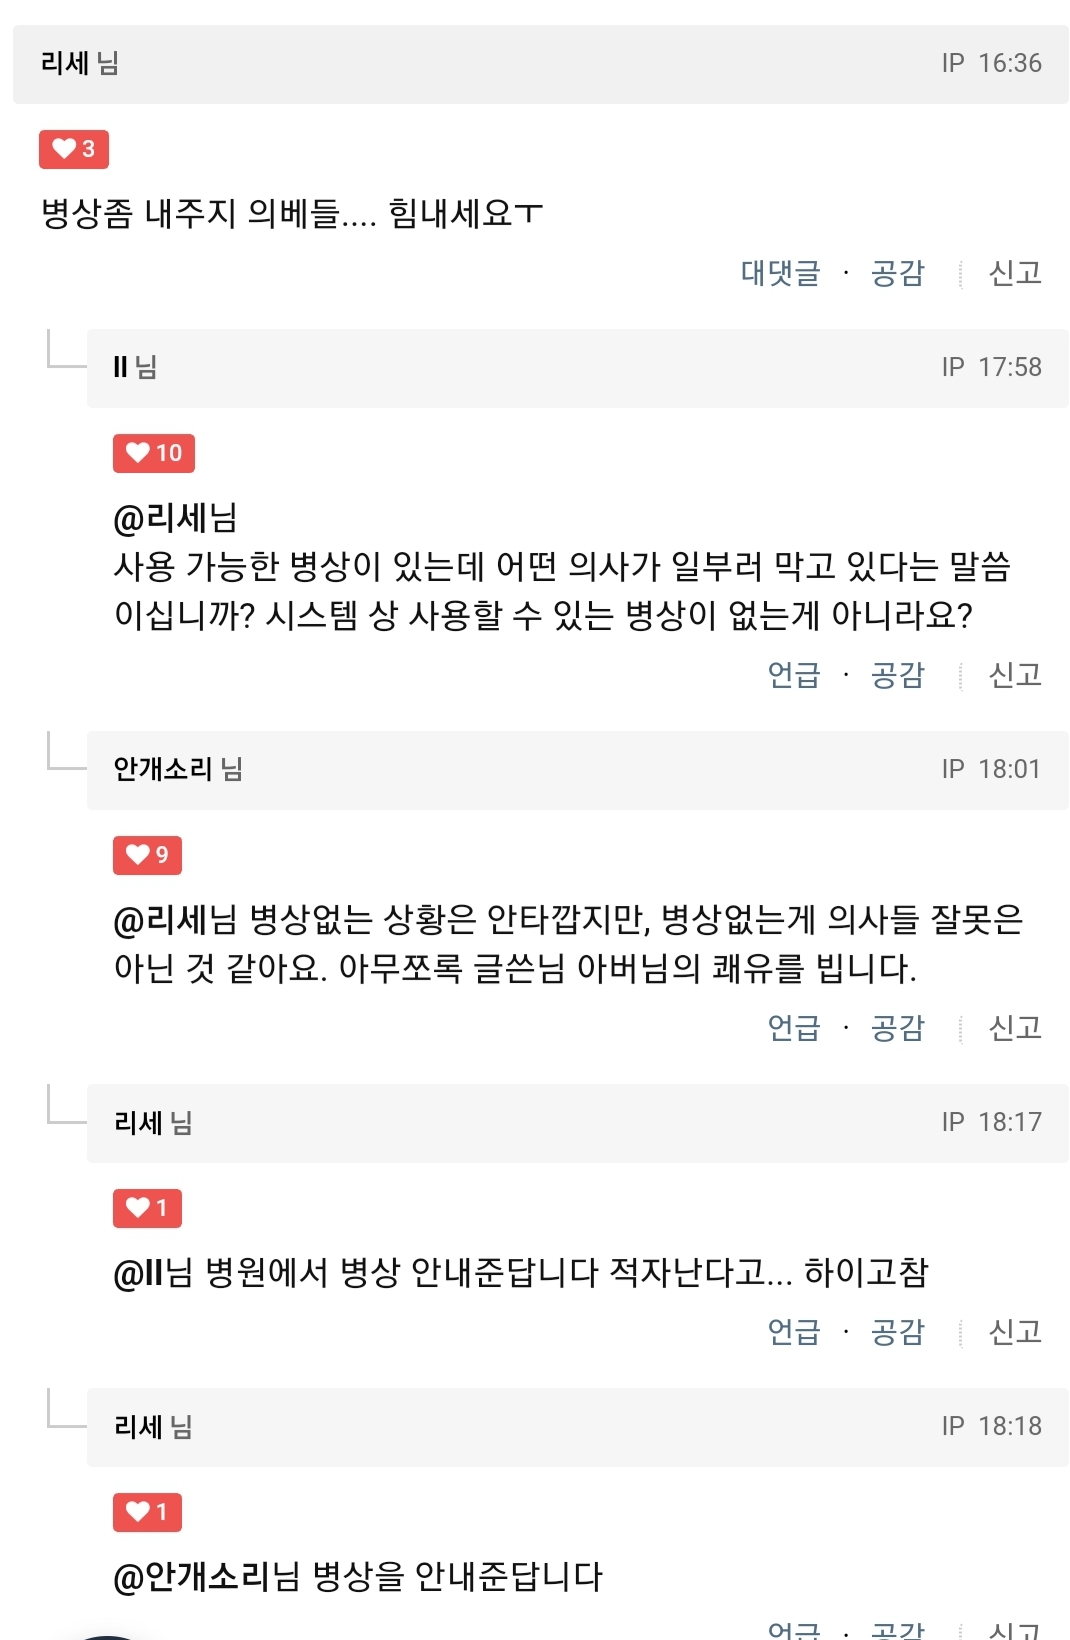 리세 님 IP 16:36
3
병상좀 내주지 의베들.... 힘내세요ㅜ
대댓글 · 공감 신고
ll 님 IP 17:58
10
@리세님
사용 가능한 병상이 있는데 어떤 의사가 일부러 막고 있다는 말씀
이십니까? 시스템 상 사용할 수 있는 병상이 없는게 아니라요?
언급 · 공감 신고
안개소리 님 IP 18:01
9
@리세님 병상없는 상황은 안타깝지만, 병상없는게 의사들 잘못은
아닌 것 같아요. 아무쪼록 글쓴님 아버님의 쾌유를 빕니다.
언급 · 공감 신고
리세 님 IP 18:17
1
@ll님 병원에서 병상 안내준답니다 적자난다고... 하이고참
언급 · 공감 신고
리세 님 IP 18:18
1
@안개소리님 병상을 안내준답니다
언급 · 공감 신고